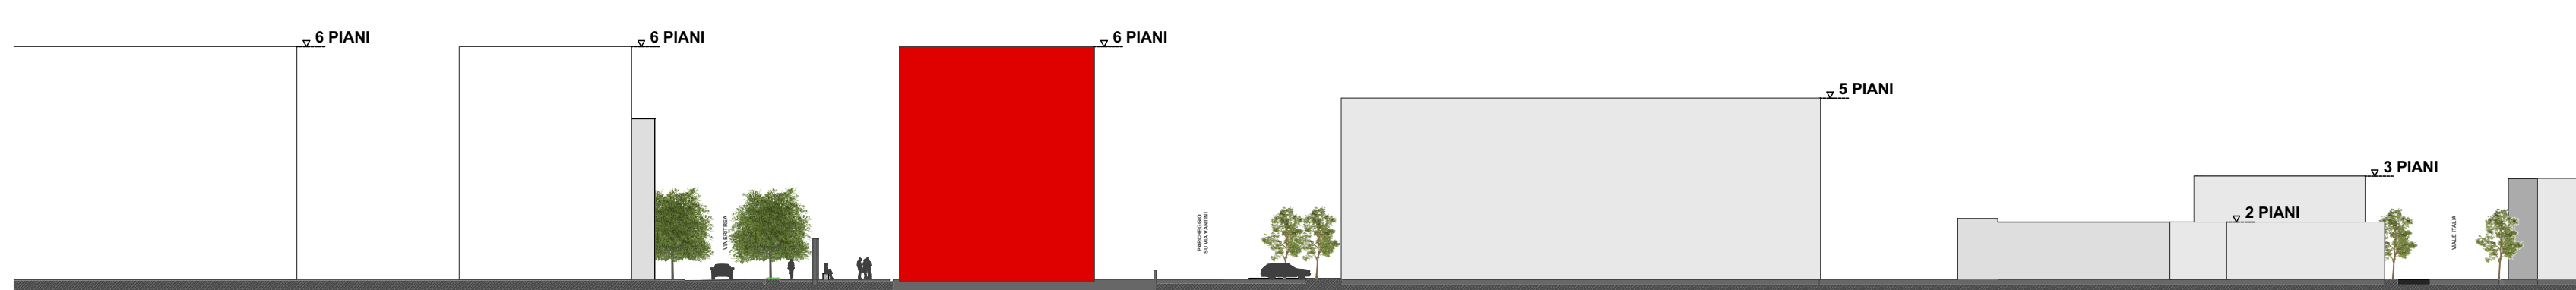 6 PIANI
6 PIANI
6 PIANI
5 PIANI
3 PIANI
2 PIANI
VIA ERITREA
PARCHEGGIO
SU VIA VANTINI
VIALE ITALIA